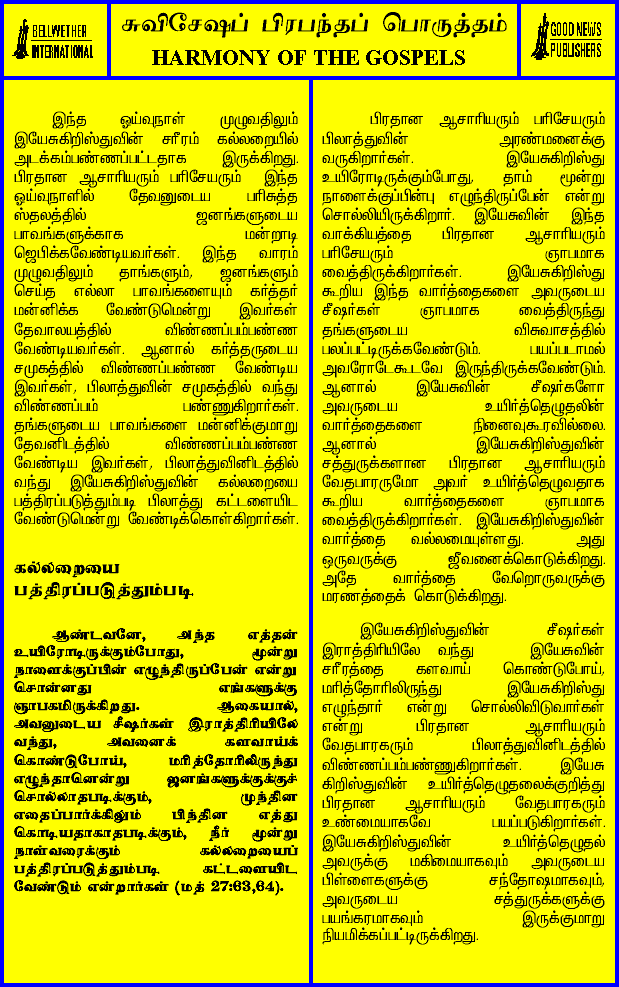 BELLWETHER
INTERNATIONAL
சுவிசேஷப் பிரபந்தப் பொருத்தம்
HARMONY OF THE GOSPELS
GOOD NEWS
PUBLISHERS
இந்த ஓய்வுநாள் முழுவதிலும்
இயேசுகிறிஸ்துவின் சரீரம் கல்லறையில்
அடக்கம்பண்ணப்பட்டதாக இருக்கிறது.
பிரதான ஆசாரியரும் பரிசேயரும் இந்த
ஓய்வுநாளில் தேவனுடைய பரிசுத்த
ஸ்தலத்தில் ஜனங்களுடைய
பாவங்களுக்காக மன்றாடி
ஜெபிக்கவேண்டியவர்கள். இந்த வாரம்
முழுவதிலும் தாங்களும், ஜனங்களும்
செய்த எல்லா பாவங்களையும் கர்த்தர்
மன்னிக்க வேண்டுமென்று இவர்கள்
தேவாலயத்தில் விண்ணப்பம்பண்ண
வேண்டியவர்கள். ஆனால் கர்த்தருடைய
சமுகத்தில் விண்ணப்பண்ண வேண்டிய
இவர்கள், பிலாத்துவின் சமுகத்தில் வந்து
விண்ணப்பம் பண்ணுகிறார்கள்.
தங்களுடைய பாவங்களை மன்னிக்குமாறு
தேவனிடத்தில் விண்ணப்பம்பண்ண
வேண்டிய இவர்கள், பிலாத்துவினிடத்தில்
வந்து இயேசுகிறிஸ்துவின் கல்லறையை
பத்திரப்படுத்தும்படி பிலாத்து கட்டளையிட
வேண்டுமென்று வேண்டிக்கொள்கிறார்கள்.
கல்லறையை
பத்திரப்படுத்தும்படி
ஆண்டவனே, அந்த எத்தன்
உயிரோடிருக்கும்போது, மூன்று
நாளைக்குப்பின் எழுந்திருப்பேன் என்று
சொன்னது எங்களுக்கு
ஞாபகமிருக்கிறது. ஆகையால்,
அவனுடைய சீஷர்கள் இராத்திரியிலே
வந்து, அவனைக் களவாய்க்
கொண்டுபோய், மரித்தோரிலிருந்து
எழுந்தானென்று ஜனங்களுக்குக்குச்
சொல்லாதபடிக்கும், முந்தின
எதைப்பார்க்கிலும் பிந்தின எத்து
கொடியதாகாதபடிக்கும், நீர் மூன்று
நாள்வரைக்கும் கல்லறையைப்
பத்திரப்படுத்தும்படி கட்டளையிட
வேண்டும் என்றார்கள் (மத் 27:63,64).
பிரதான ஆசாரியரும் பரிசேயரும்
பிலாத்துவின் அரண்மனைக்கு
வருகிறார்கள். இயேசுகிறிஸ்து
உயிரோடிருக்கும்போது, தாம் மூன்று
நாளைக்குப்பின்பு எழுந்திருப்பேன் என்று
சொல்லியிருக்கிறார். இயேசுவின் இந்த
வாக்கியத்தை பிரதான ஆசாரியரும்
பரிசேயரும் ஞாபமாக
வைத்திருக்கிறார்கள். இயேசுகிறிஸ்து
கூறிய இந்த வார்த்தைகளை அவருடைய
சீஷர்கள் ஞாபமாக வைத்திருந்து
தங்களுடைய விசுவாசத்தில்
பலப்பட்டிருக்கவேண்டும். பயப்படாமல்
அவரோடேகூடவே இருந்திருக்கவேண்டும்.
ஆனால் இயேசுவின் சீஷர்களோ
அவருடைய உயிர்த்தெழுதலின்
வார்த்தைகளை நினைவுகூரவில்லை.
ஆனால் இயேசுகிறிஸ்துவின்
சத்துருக்களான பிரதான ஆசாரியரும்
வேதபாரருமோ அவர் உயிர்த்தெழுவதாக
கூறிய வார்த்தைகளை ஞாபமாக
வைத்திருக்கிறார்கள். இயேசுகிறிஸ்துவின்
வார்த்தை வல்லமையுள்ளது. அது
ஒருவருக்கு ஜீவனைக்கொடுக்கிறது.
அதே வார்த்தை வேறொருவருக்கு
மரணத்தைக் கொடுக்கிறது.
இயேசுகிறிஸ்துவின் சீஷர்கள்
இராத்திரியிலே வந்து இயேசுவின்
சரீரத்தை களவாய் கொண்டுபோய்,
மரித்தோரிலிருந்து இயேசுகிறிஸ்து
எழுந்தார் என்று சொல்லிவிடுவார்கள்
என்று பிரதான ஆசாரியரும்
வேதபாரகரும் பிலாத்துவினிடத்தில்
விண்ணப்பம்பண்ணுகிறார்கள். இயேசு
கிறிஸ்துவின் உயிர்த்தெழுதலைக்குறித்து
பிரதான ஆசாரியரும் வேதபாரகரும்
உண்மையாகவே பயப்படுகிறார்கள்.
இயேசுகிறிஸ்துவின் உயிர்த்தெழுதல்
அவருக்கு மகிமையாகவும் அவருடைய
பிள்ளைகளுக்கு சந்தோஷமாகவும்,
அவருடைய சத்துருக்களுக்கு
பயங்கரமாகவும் இருக்குமாறு
நியமிக்கப்பட்டிருக்கிறது.